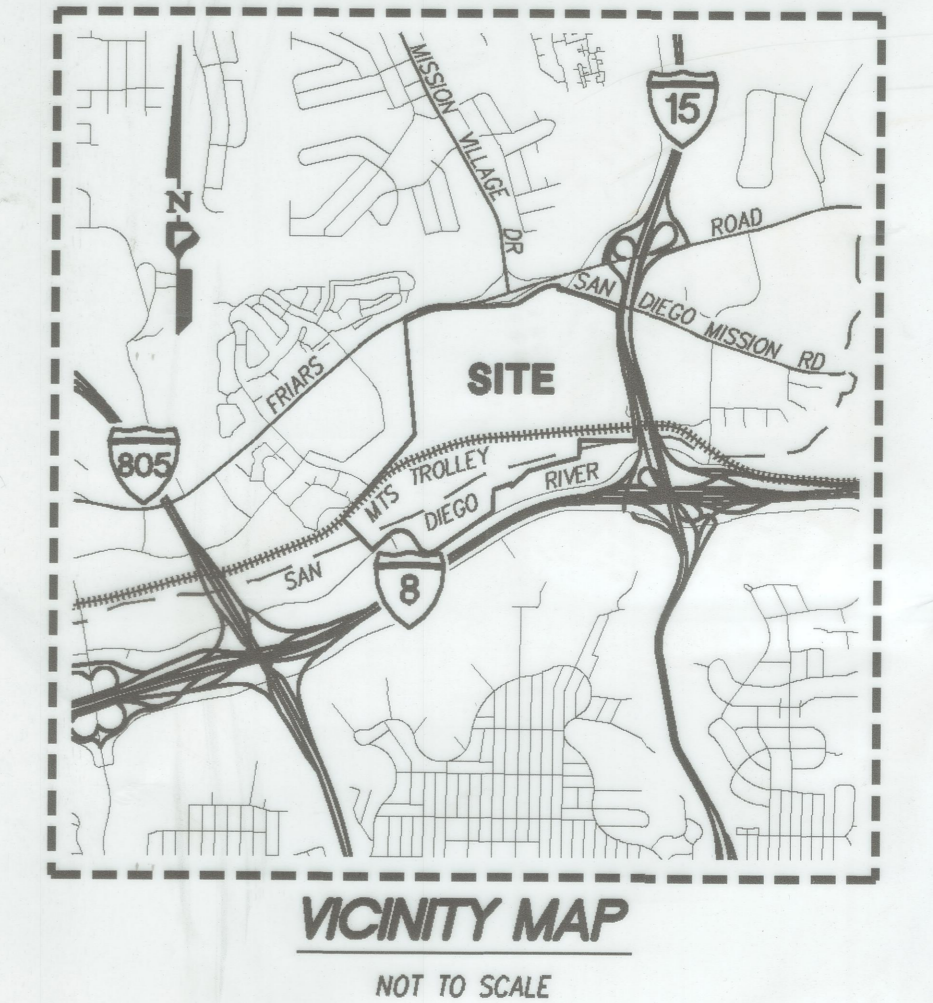 MISSION VILLAGE DR
15
N
ROAD
SAN DIEGO MISSION RD
FRIARS
SITE
805
MTS TROLLEY
SAN DIEGO RIVER
8
VICINITY MAP
NOT TO SCALE